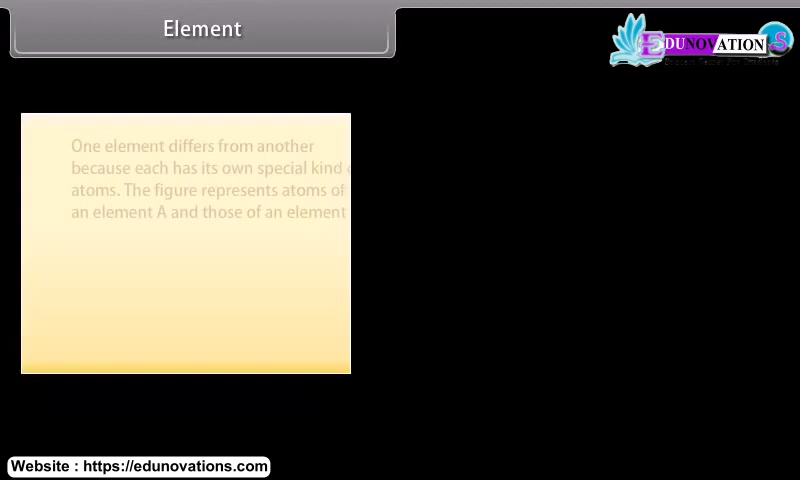 Element
EDUNOVATION S
One element differs from another
because each has its own special kind
atoms. The figure represents atoms of
an element A and those of an element
Website : https://edunovations.com